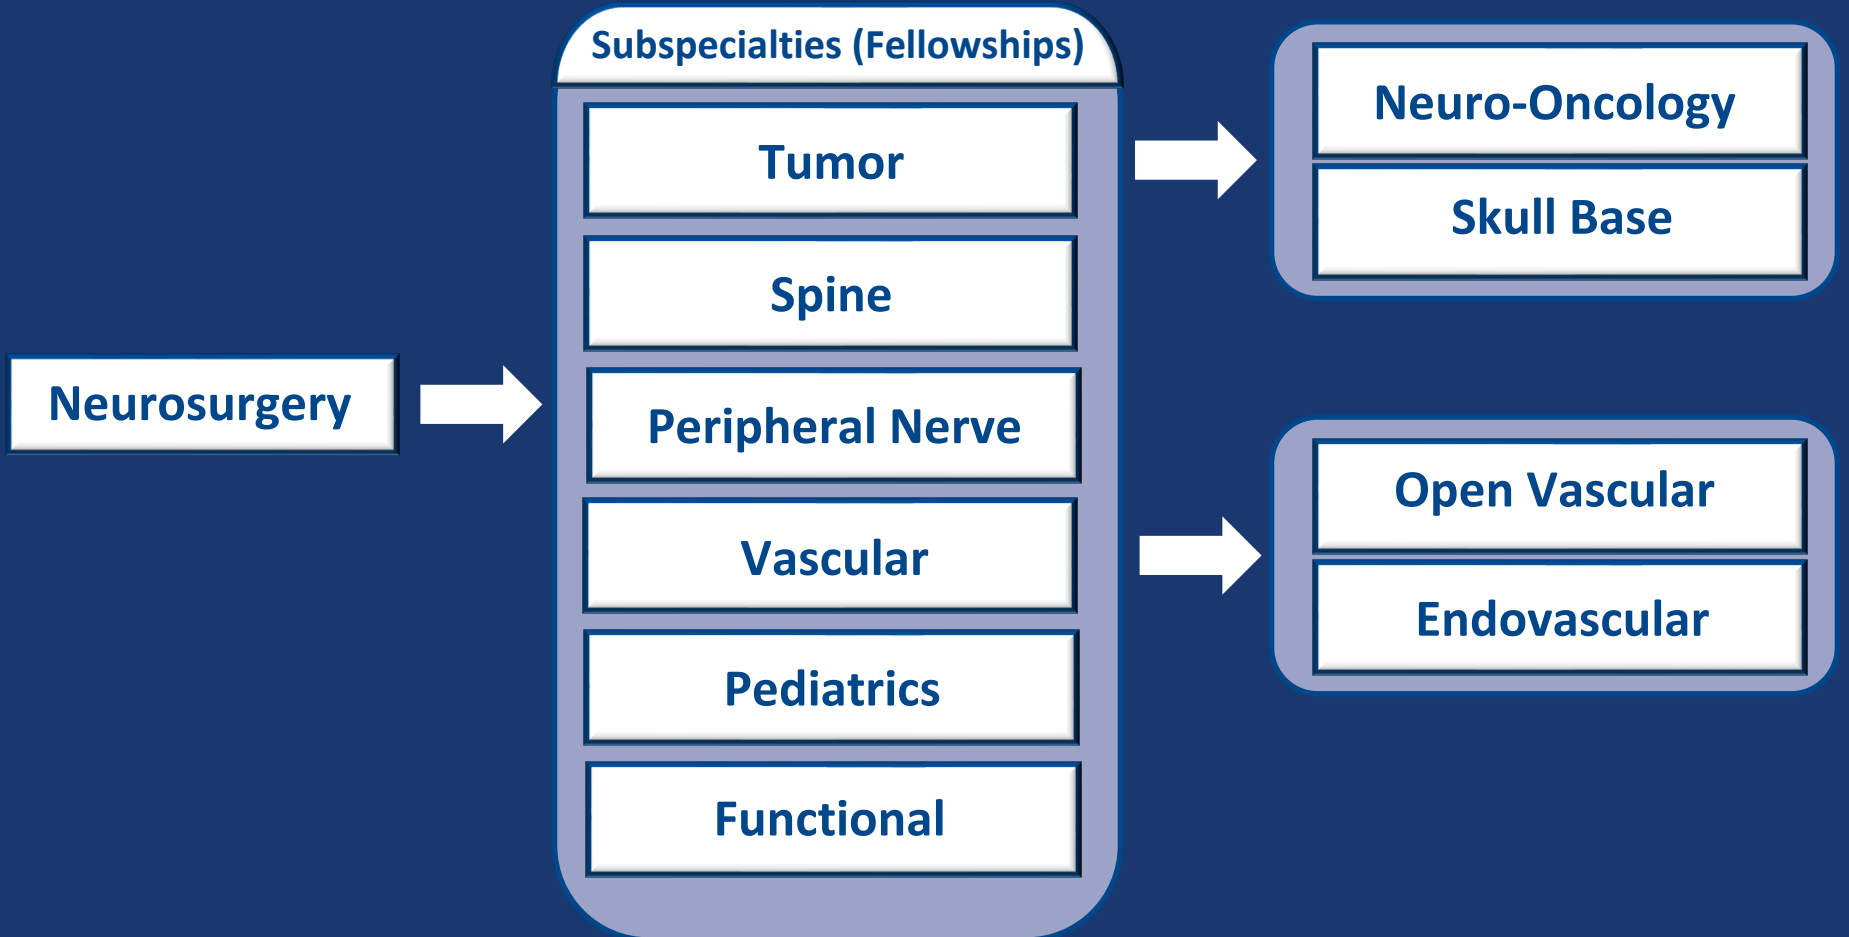 Neurosurgery
Subspecialties (Fellowships)
Tumor
Spine
Peripheral Nerve
Vascular
Pediatrics
Functional
Neuro-Oncology
Skull Base
Open Vascular
Endovascular